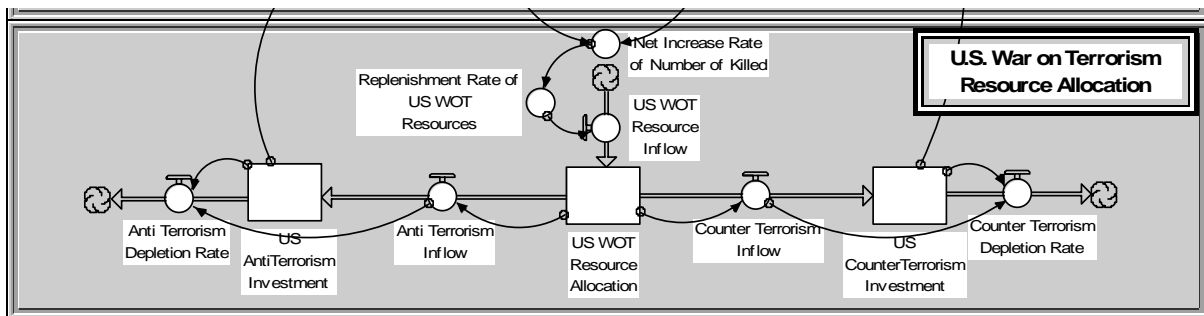 Net Increase Rate
of Number of Killed
U.S. War on Terrorism
Resource Allocation
Replenishment Rate of
US WOT
Resources
US WOT
Resource
Inflow
Anti Terrorism
Depletion Rate
US
AntiTerrorism
Investment
Anti Terrorism
Inflow
US WOT
Resource
Allocation
Counter Terrorism
Inflow
US
CounterTerrorism
Investment
Counter Terrorism
Depletion Rate